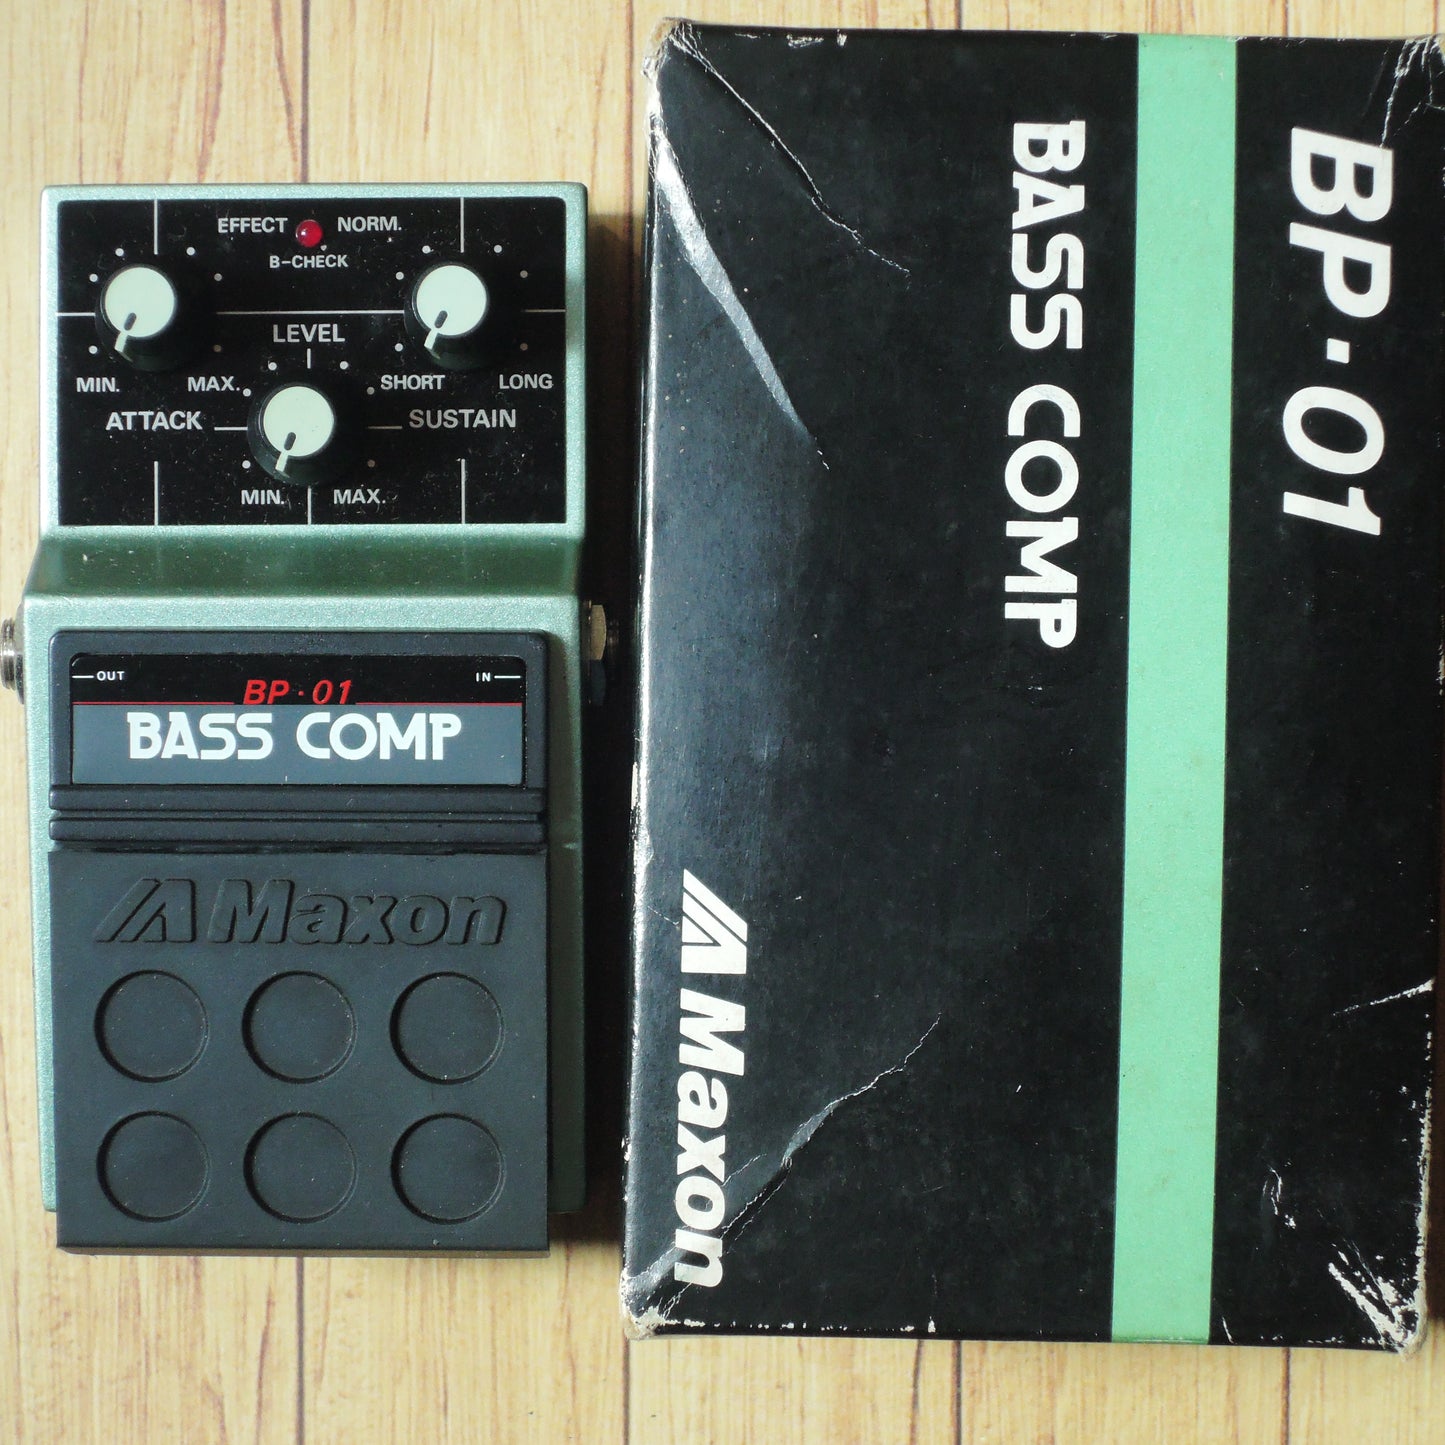 EFFECT NORM.
B-CHECK
LEVEL
MIN. MAX. SHORT LONG
ATTACK SUSTAIN
MIN. MAX.
OUT IN
BP·01
BASS COMP
Maxon
BP·01
BASS COMP
Maxon